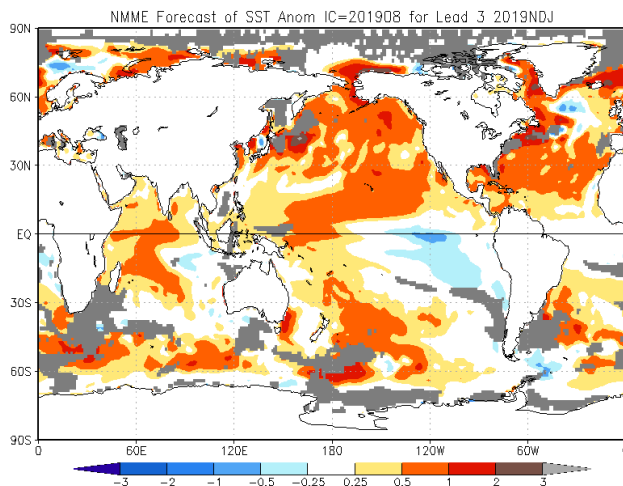 NMME Forecast of SST Anom IC=201908 for Lead 3 2019NDJ
90N
60N
30N
EQ
30S
60S
90S
0 60E 120E 180 120W 60W 0
-3 -2 -1 -0.5 -0.25 0.25 0.5 1 2 3